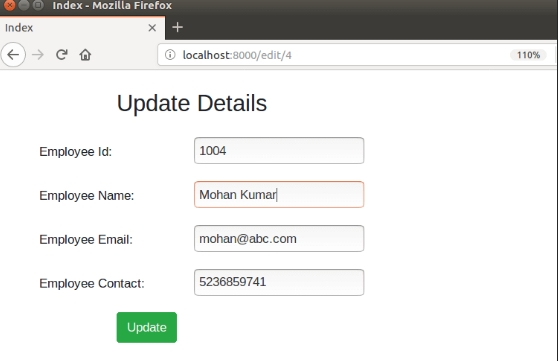 Index - Mozilla Firefox
Index
localhost:8000/edit/4 110%
Update Details
Employee Id: 1004
Employee Name: Mohan Kumar
Employee Email: mohan@abc.com
Employee Contact: 5236859741
Update